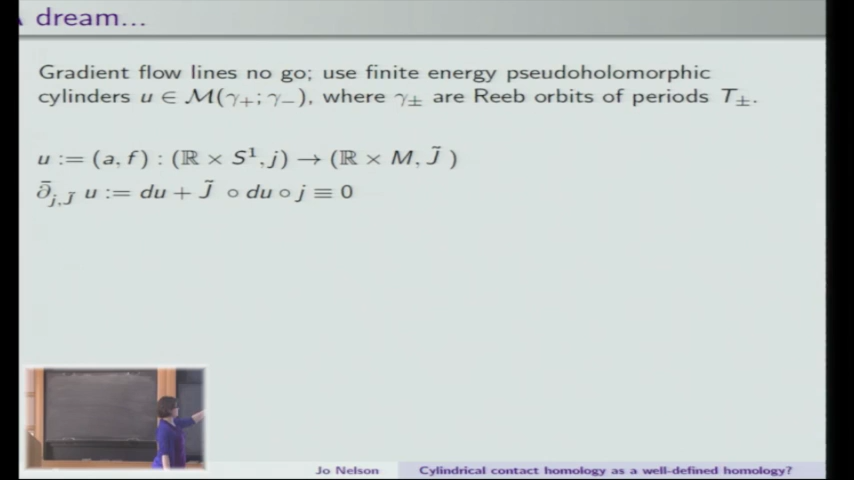 A dream...
Gradient flow lines no go; use finite energy pseudoholomorphic
cylinders u ∈ ℳ(γ₊; γ₋), where γ± are Reeb orbits of periods T±.
u := (a, f) : (ℝ × S¹, j) → (ℝ × M, J̃ )
∂̄_{j,J̃} u := du + J̃ ∘ du ∘ j ≡ 0
Jo Nelson Cylindrical contact homology as a well-defined homology?